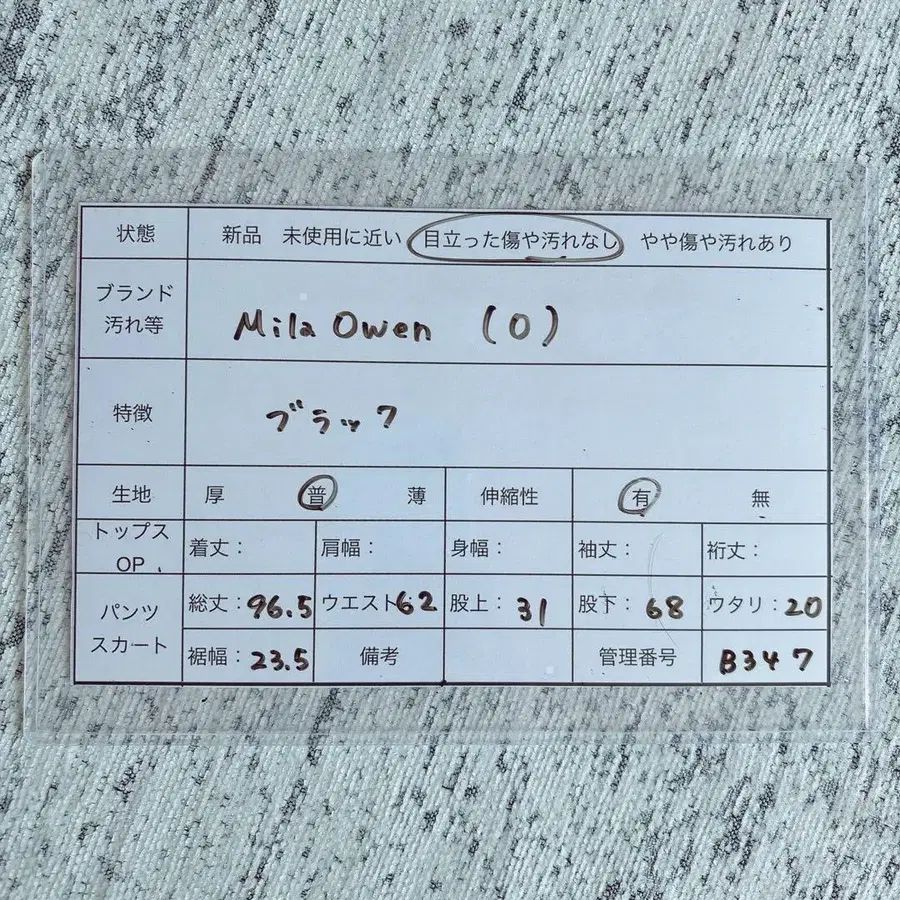 状態 新品 未使用に近い 目立った傷や汚れなし やや傷や汚れあり
ブランド
汚れ等
Mila Owen (0)
特徴 ブラック
生地 厚 普 薄 伸縮性 有 無
トップス
OP
着丈: 肩幅: 身幅: 袖丈: 裄丈:
パンツ
スカート
総丈:96.5 ウエスト:62 股上:31 股下:68 ワタリ:20
裾幅:23.5 備考 管理番号 B347